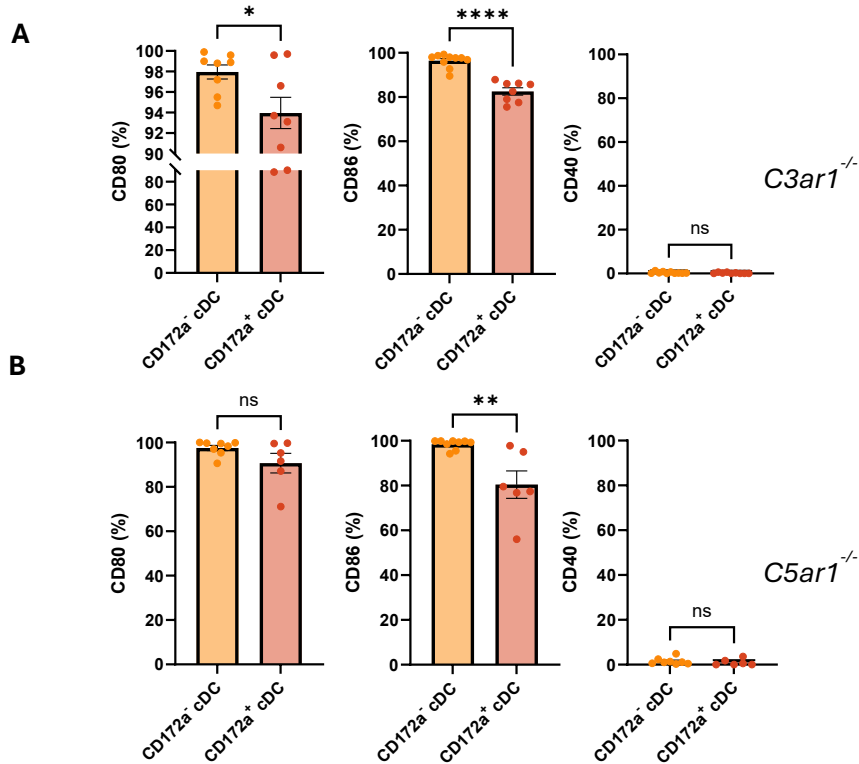 A
*
****
100
98
96
94
92
90
80
60
40
20
0
CD80 (%)
CD172a⁻ cDC
CD172a⁺ cDC
100
80
60
40
20
0
CD86 (%)
CD172a⁻ cDC
CD172a⁺ cDC
100
80
60
40
20
0
CD40 (%)
ns
CD172a⁻ cDC
CD172a⁺ cDC
C3ar1⁻/⁻
B
ns
100
80
60
40
20
0
CD80 (%)
CD172a⁻ cDC
CD172a⁺ cDC
**
100
80
60
40
20
0
CD86 (%)
CD172a⁻ cDC
CD172a⁺ cDC
100
80
60
40
20
0
CD40 (%)
ns
CD172a⁻ cDC
CD172a⁺ cDC
C5ar1⁻/⁻